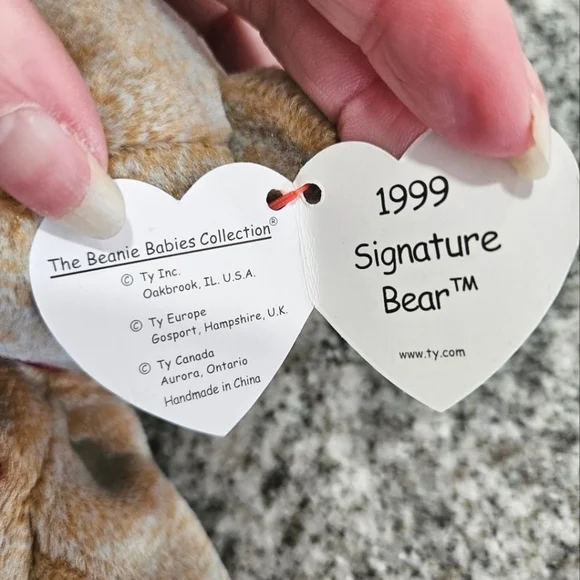 The Beanie Babies Collection®
© Ty Inc.
Oakbrook, IL. U.S.A.
© Ty Europe
Gosport, Hampshire, U.K.
© Ty Canada
Aurora, Ontario
Handmade in China
1999
Signature
Bear™
www.ty.com